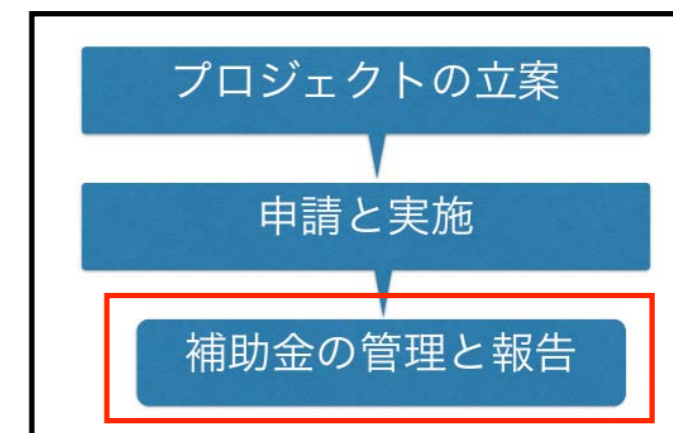 プロジェクトの立案
申請と実施
補助金の管理と報告